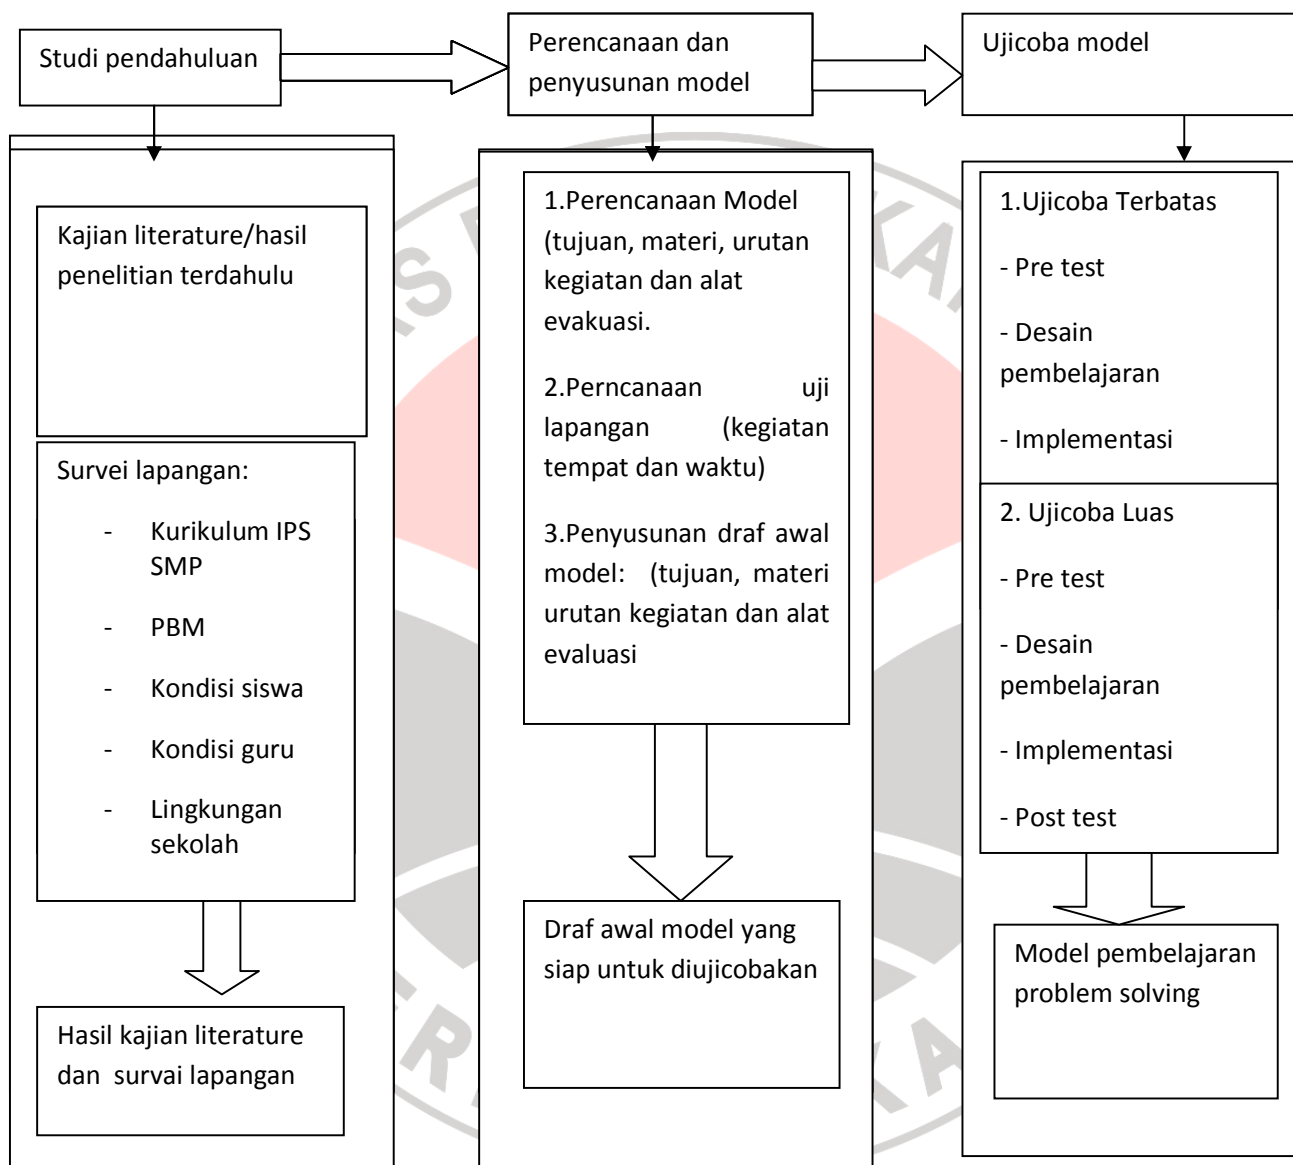 Studi pendahuluan
Perencanaan dan
penyusunan model
Ujicoba model
Kajian literature/hasil
penelitian terdahulu
Survei lapangan:
- Kurikulum IPS
SMP
- PBM
- Kondisi siswa
- Kondisi guru
- Lingkungan
sekolah
Hasil kajian literature
dan survai lapangan
1.Perencanaan Model
(tujuan, materi, urutan
kegiatan dan alat
evakuasi.
2.Perncanaan uji
lapangan (kegiatan
tempat dan waktu)
3.Penyusunan draf awal
model: (tujuan, materi
urutan kegiatan dan alat
evaluasi
Draf awal model yang
siap untuk diujicobakan
1.Ujicoba Terbatas
- Pre test
- Desain
pembelajaran
- Implementasi
2. Ujicoba Luas
- Pre test
- Desain
pembelajaran
- Implementasi
- Post test
Model pembelajaran
problem solving